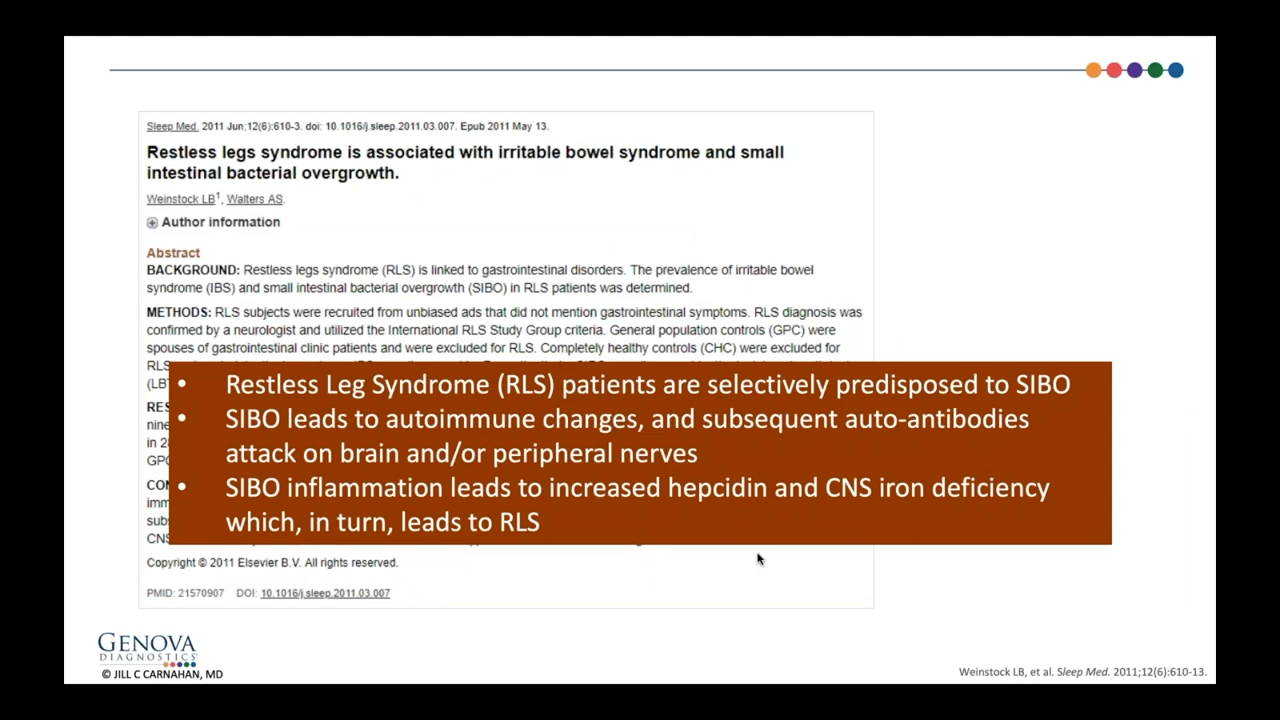 Sleep Med. 2011 Jun;12(6):610-3. doi: 10.1016/j.sleep.2011.03.007. Epub 2011 May 13.
Restless legs syndrome is associated with irritable bowel syndrome and small
intestinal bacterial overgrowth.
Weinstock LB1, Walters AS.
Author information
Abstract
BACKGROUND: Restless legs syndrome (RLS) is linked to gastrointestinal disorders. The prevalence of irritable bowel
syndrome (IBS) and small intestinal bacterial overgrowth (SIBO) in RLS patients was determined.
METHODS: RLS subjects were recruited from unbiased ads that did not mention gastrointestinal symptoms. RLS diagnosis was
confirmed by a neurologist and utilized the International RLS Study Group criteria. General population controls (GPC) were
spouses of gastrointestinal clinic patients and were excluded for RLS. Completely healthy controls (CHC) were excluded for
• Restless Leg Syndrome (RLS) patients are selectively predisposed to SIBO
• SIBO leads to autoimmune changes, and subsequent auto-antibodies
attack on brain and/or peripheral nerves
• SIBO inflammation leads to increased hepcidin and CNS iron deficiency
which, in turn, leads to RLS
Copyright © 2011 Elsevier B.V. All rights reserved.
PMID: 21570907 DOI: 10.1016/j.sleep.2011.03.007
GENOVA
DIAGNOSTICS
© JILL C CARNAHAN, MD
Weinstock LB, et al. Sleep Med. 2011;12(6):610-13.